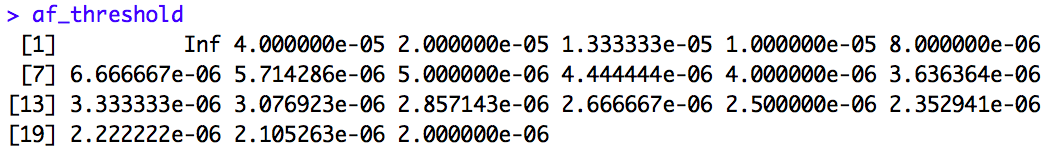 > af_threshold
[1] Inf 4.000000e-05 2.000000e-05 1.333333e-05 1.000000e-05 8.000000e-06
[7] 6.666667e-06 5.714286e-06 5.000000e-06 4.444444e-06 4.000000e-06 3.636364e-06
[13] 3.333333e-06 3.076923e-06 2.857143e-06 2.666667e-06 2.500000e-06 2.352941e-06
[19] 2.222222e-06 2.105263e-06 2.000000e-06